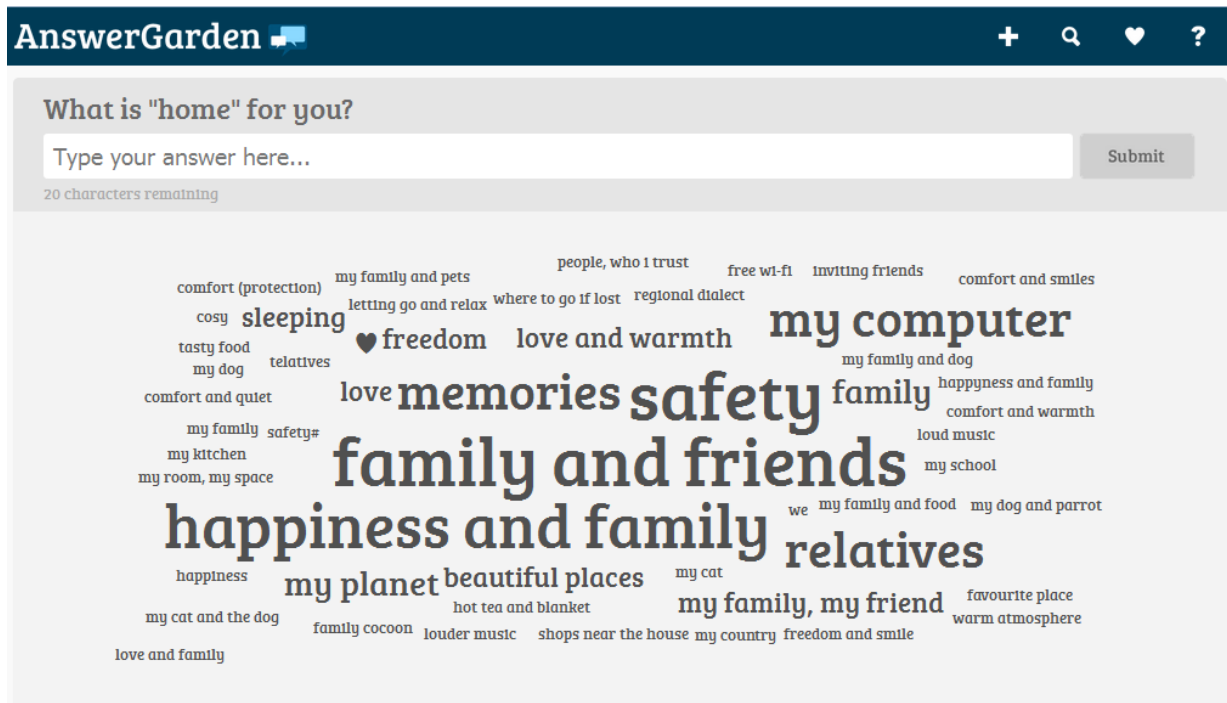 AnswerGarden
What is "home" for you?
Type your answer here...
Submit
20 characters remaining
people, who i trust
my family and pets
free wi-fi
inviting friends
comfort and smiles
comfort (protection)
letting go and relax
where to go if lost
regional dialect
cosy
sleeping
my computer
freedom
love and warmth
tasty food
my dog
telatives
my family and dog
comfort and quiet
love
memories
safety
family
happyness and family
comfort and warmth
my family
safety#
loud music
my kitchen
family and friends
my school
my room, my space
happiness and family
we
my family and food
my dog and parrot
relatives
happiness
my planet
beautiful places
my cat
hot tea and blanket
my family, my friend
favourite place
my cat and the dog
warm atmosphere
family cocoon
louder music
shops near the house
my country
freedom and smile
love and family